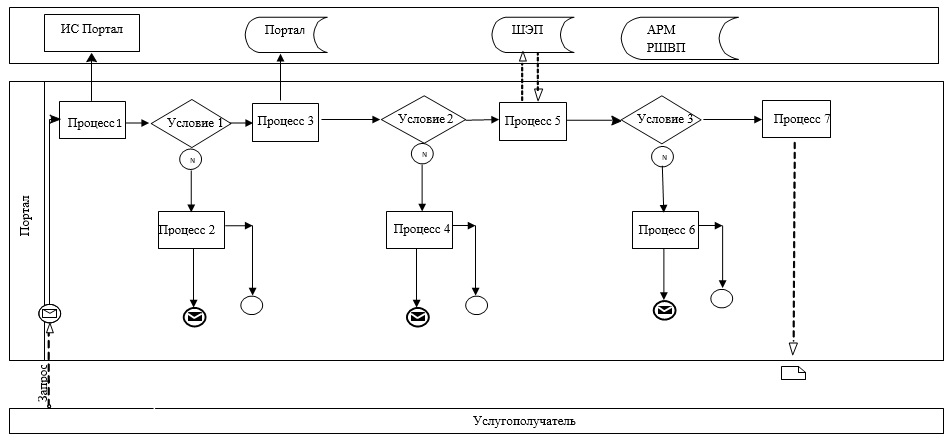 ИС Портал
Портал
ШЭП
АРМ
РШВП
Процесс 1
Условие 1
Процесс 3
Условие 2
Процесс 5
Условие 3
Процесс 7
N
N
N
Процесс 2
Процесс 4
Процесс 6
Портал
Запрос
Услугополучатель